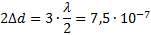 2Δd = 3 · λ/2 = 7,5 · 10⁻⁷